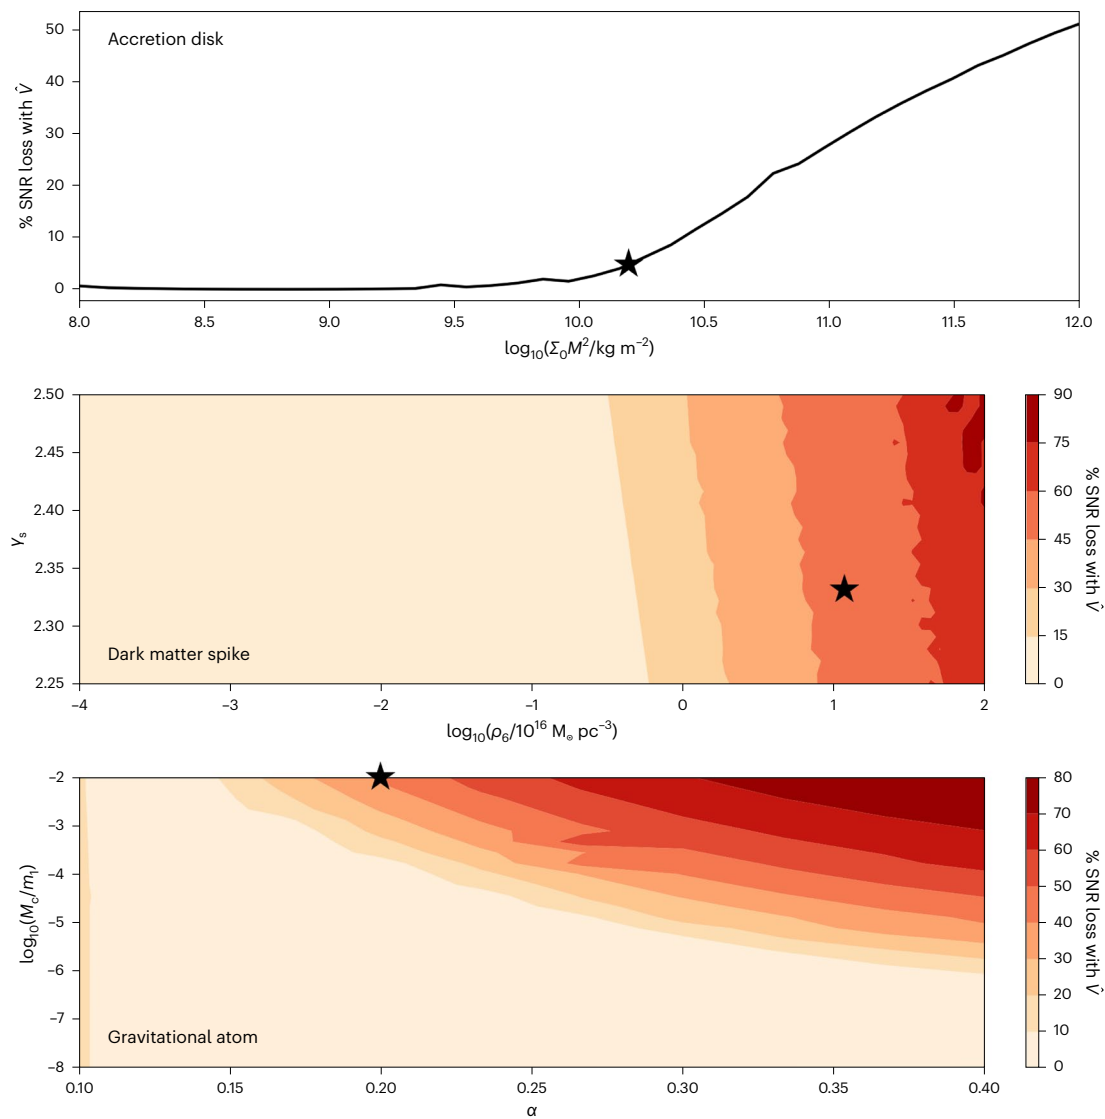 50
40
30
20
10
0
% SNR loss with V̂
Accretion disk
8.0 8.5 9.0 9.5 10.0 10.5 11.0 11.5 12.0
log₁₀(Σ₀M²/kg m⁻²)
2.50
2.45
2.40
2.35
2.30
2.25
γₛ
Dark matter spike
–4 –3 –2 –1 0 1 2
log₁₀(ρ₆/10¹⁶ M⊙ pc⁻³)
90
75
60
45
30
15
0
% SNR loss with V̂
–2
–3
–4
–5
–6
–7
–8
log₁₀(M_c/m₁)
Gravitational atom
0.10 0.15 0.20 0.25 0.30 0.35 0.40
α
80
70
60
50
40
30
20
10
0
% SNR loss with V̂